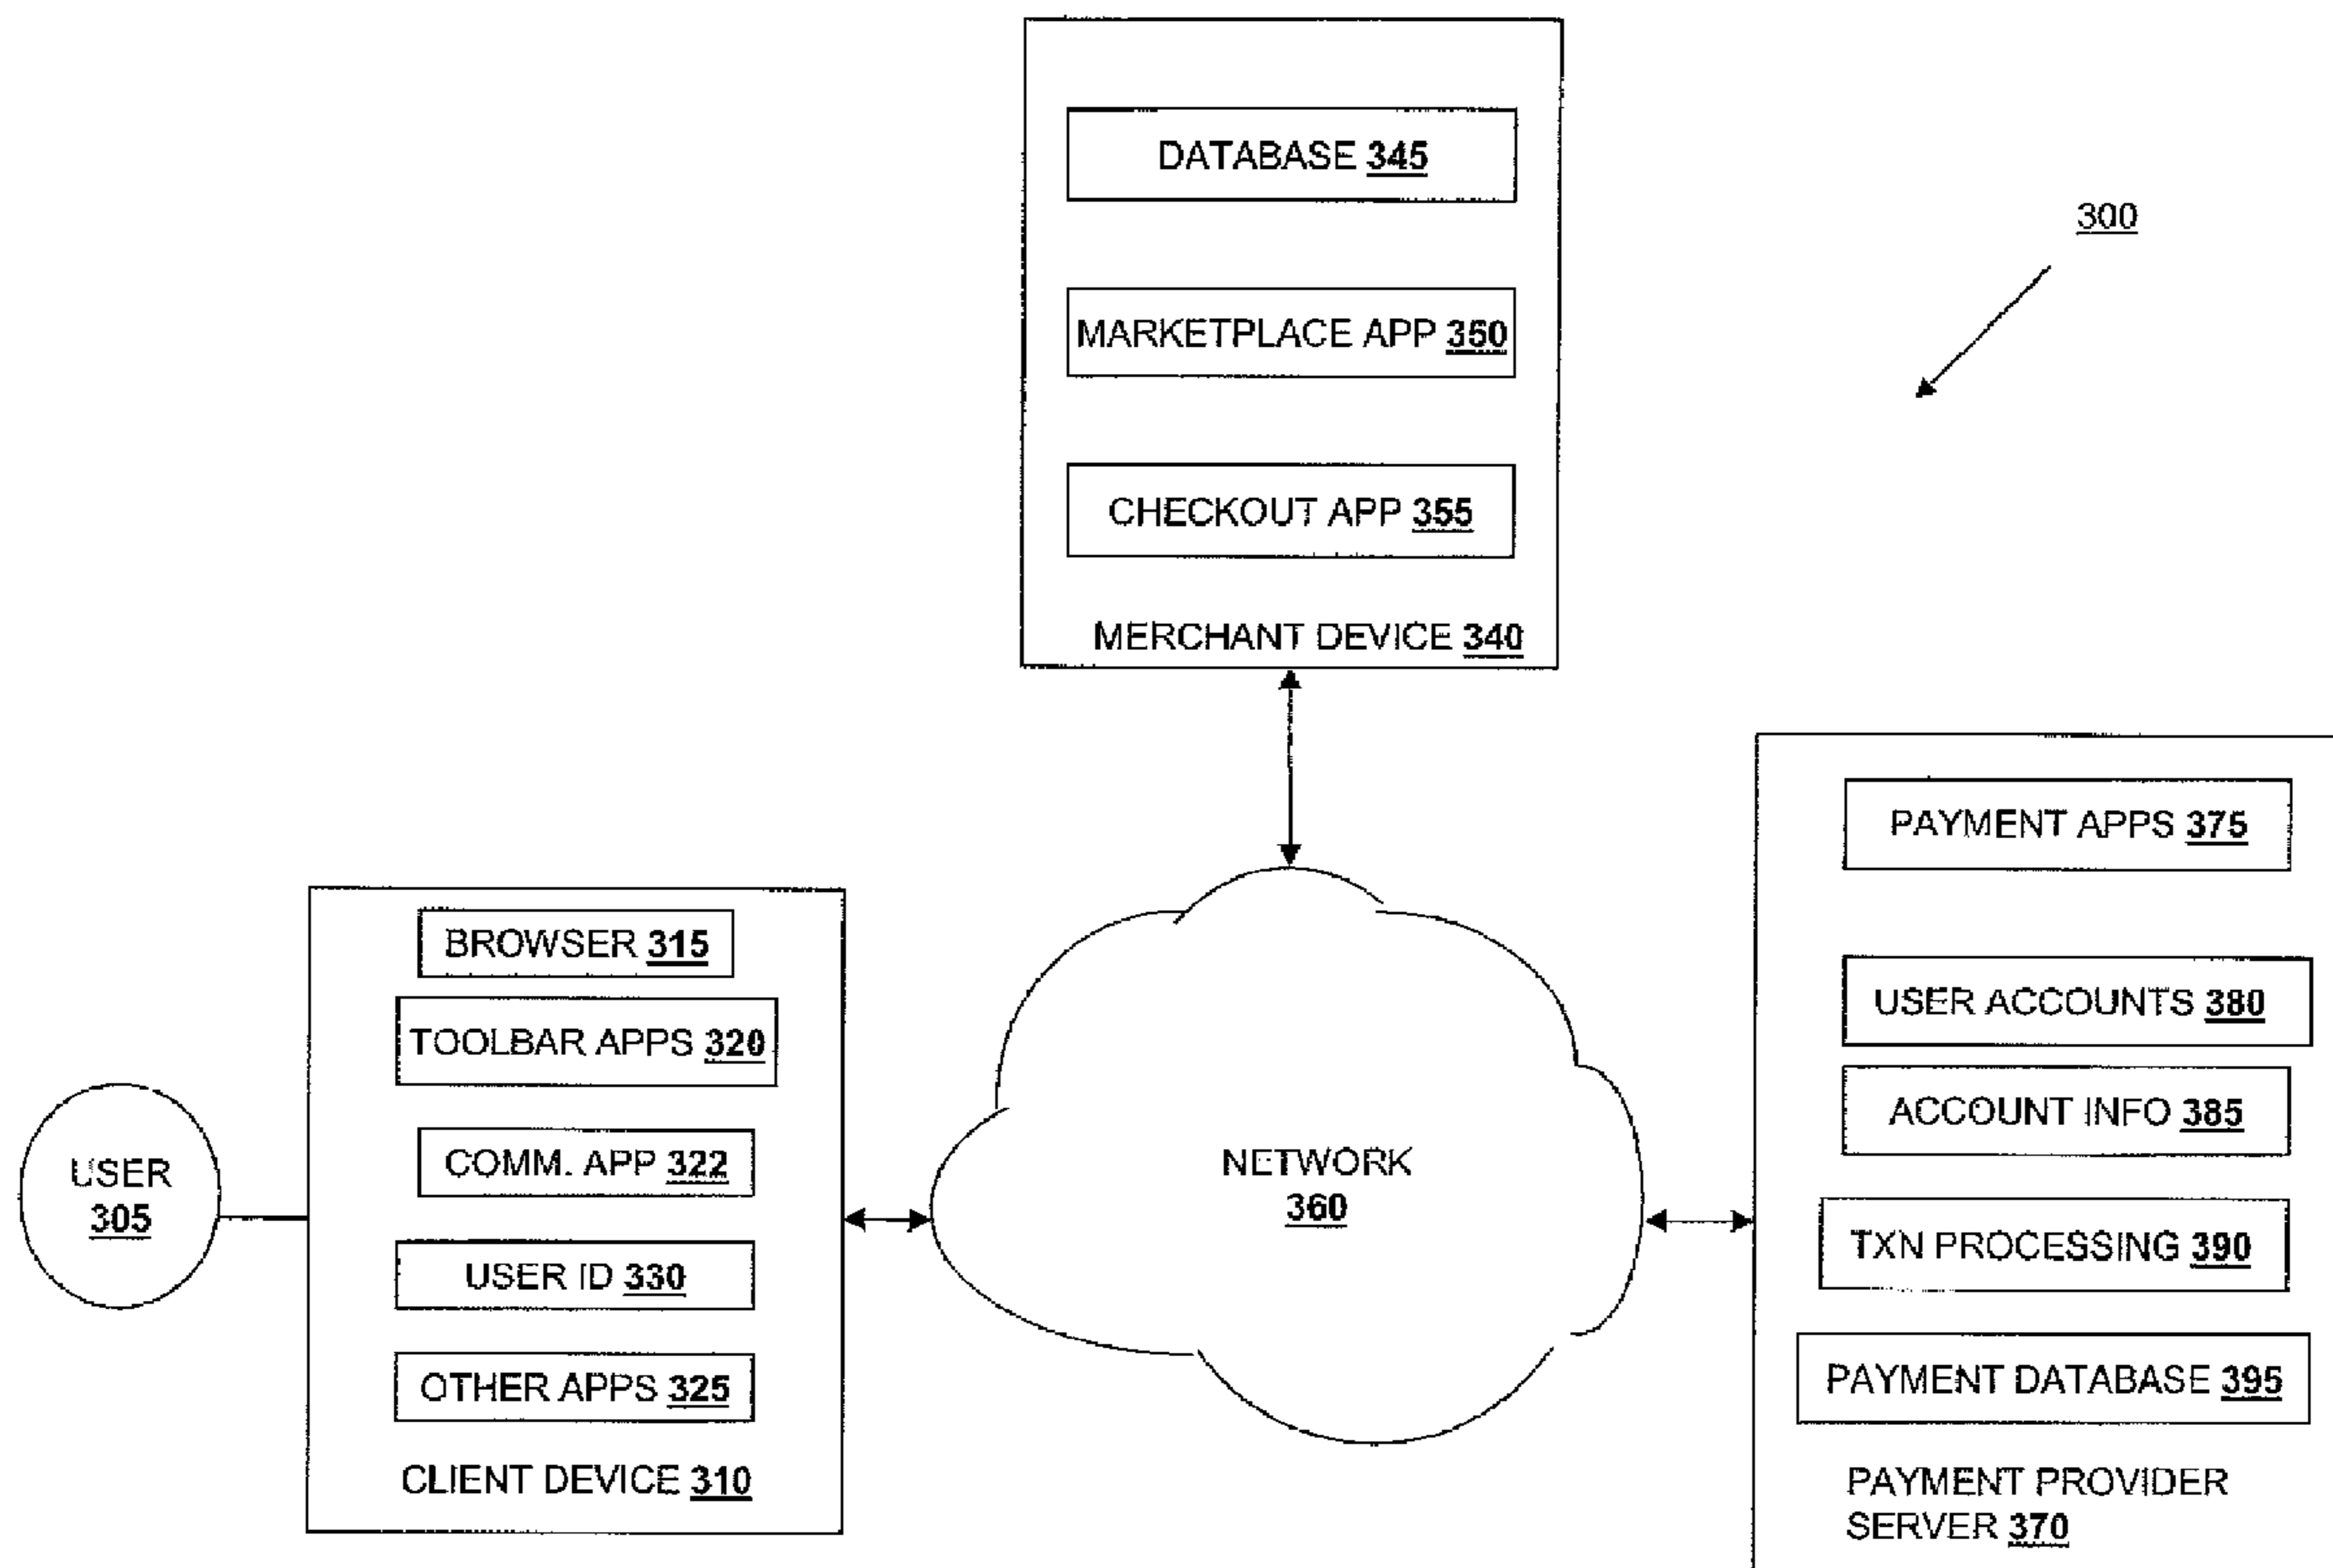 DATABASE 345
300
MARKETPLACE APP 350
CHECKOUT APP 355
MERCHANT DEVICE 340
PAYMENT APPS 375
BROWSER 315
USER ACCOUNTS 380
TOOLBAR APPS 320
ACCOUNT INFO 385
USER
305
COMM. APP 322
NETWORK
360
TXN PROCESSING 390
USER ID 330
PAYMENT DATABASE 395
OTHER APPS 325
CLIENT DEVICE 310
PAYMENT PROVIDER
SERVER 370